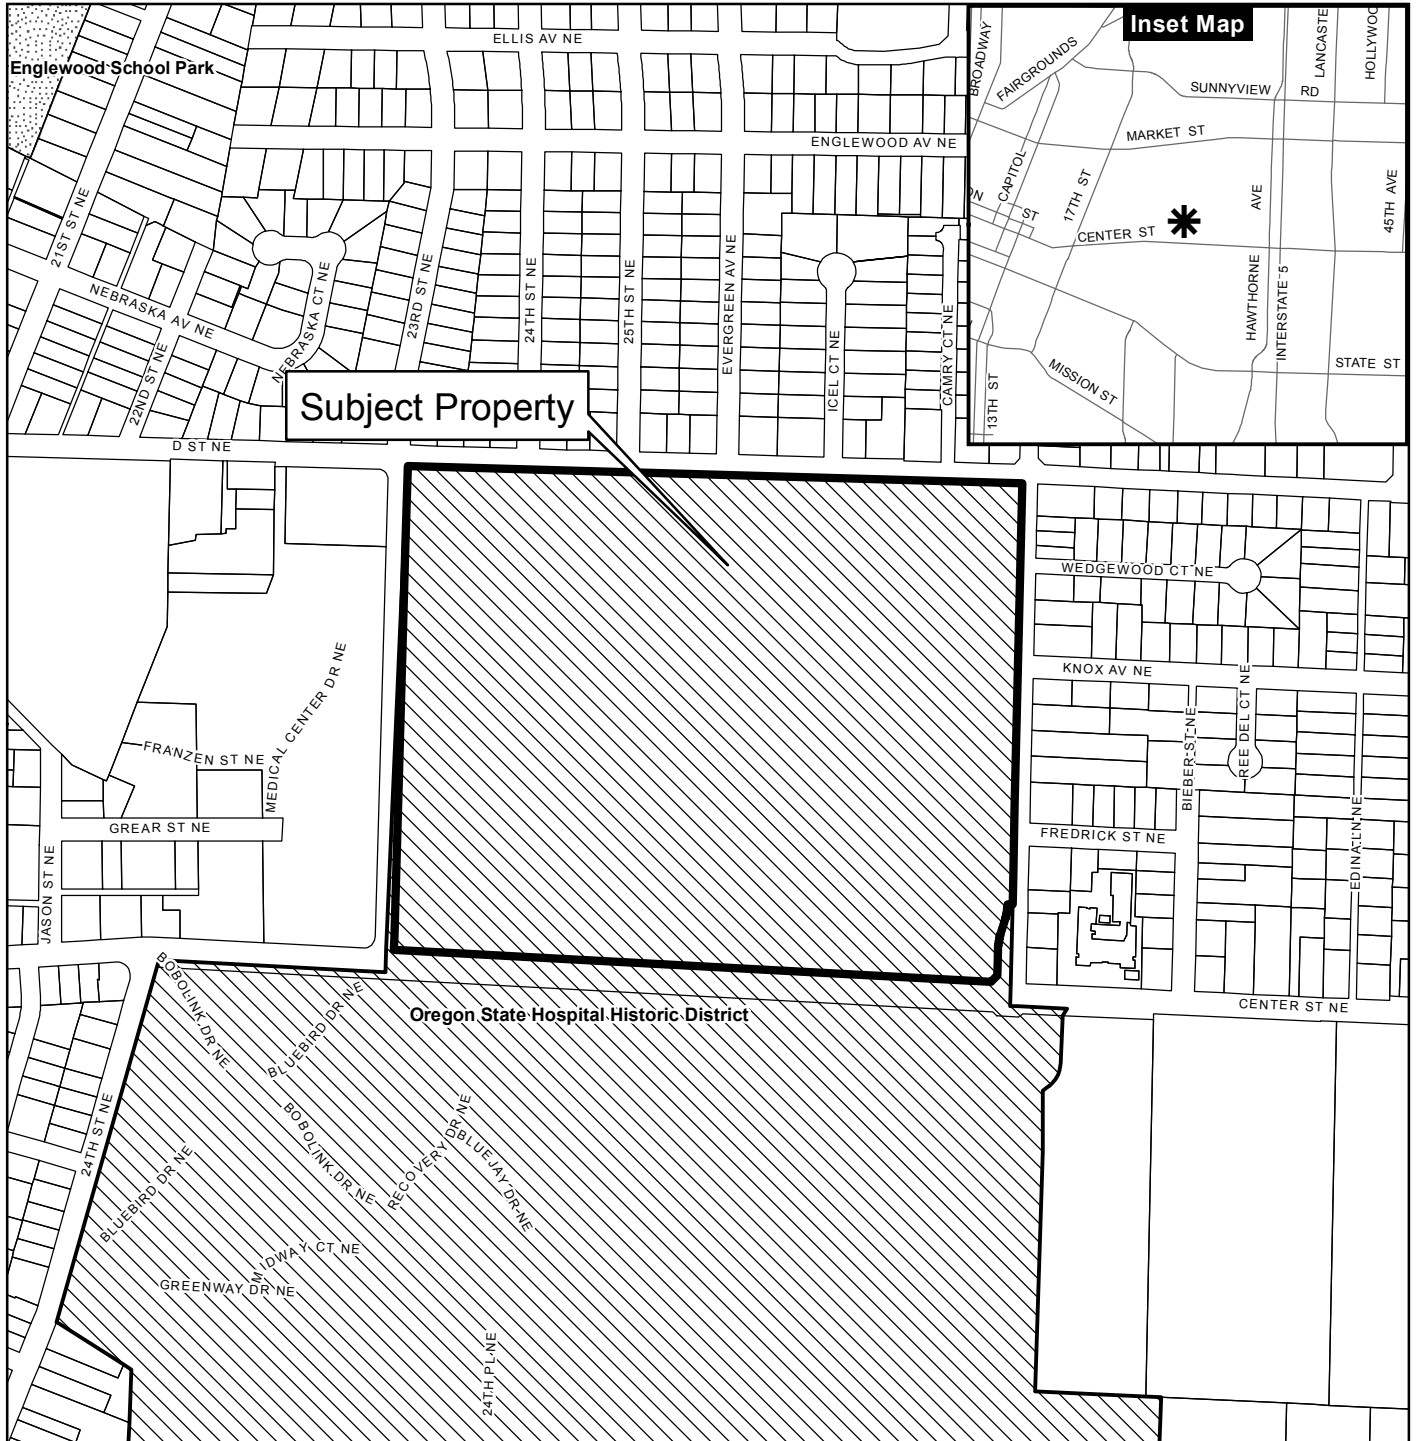 ELLIS AV NE
Englewood School Park
ENGLEWOOD AV NE
21ST ST NE
NEBRASKA AV NE
22ND ST NE
NEBRASKA CT NE
23RD ST NE
24TH ST NE
25TH ST NE
EVERGREEN AV NE
ICEL CT NE
CAMRY CT NE
Inset Map
BROADWAY
FAIRGROUNDS
SUNNYVIEW RD
LANCASTE
HOLLYWOO
MARKET ST
CAPITOL
ST
17TH ST
CENTER ST
AVE
HAWTHORNE
INTERSTATE 5
45TH AVE
STATE ST
MISSION ST
13TH ST
Subject Property
D ST NE
WEDGEWOOD CT NE
KNOX AV NE
BIEBER ST NE
REE DEL CT NE
FREDRICK ST NE
EDINA LN NE
CENTER ST NE
MEDICAL CENTER DR NE
FRANZEN ST NE
GREAR ST NE
JASON ST NE
Oregon State Hospital Historic District
BOBOLINK DR NE
BLUEBIRD DR NE
BOBOLINK DR NE
RECOVERY DR NE
BLUEJAY DR NE
24TH ST NE
BLUEBIRD DR NE
MIDWAY CT NE
GREENWAY DR NE
24TH PL NE